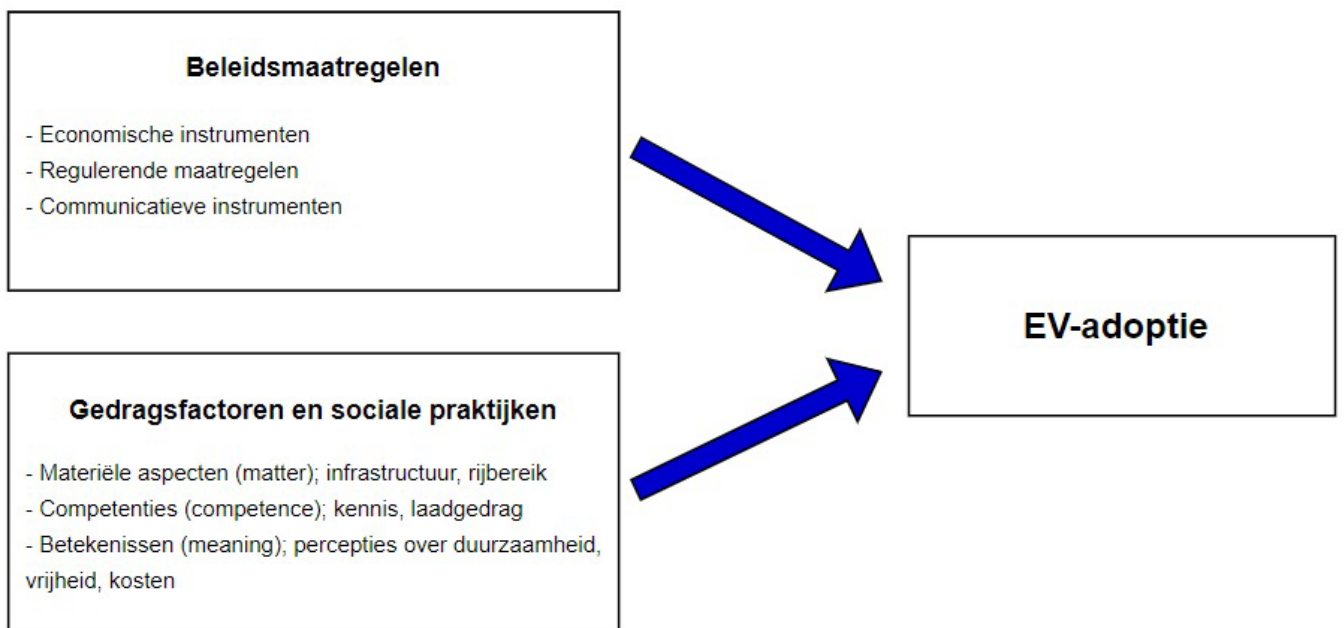 Beleidsmaatregelen
- Economische instrumenten
- Regulerende maatregelen
- Communicatieve instrumenten
EV-adoptie
Gedragsfactoren en sociale praktijken
- Materiële aspecten (matter); infrastructuur, rijbereik
- Competenties (competence); kennis, laadgedrag
- Betekenissen (meaning); percepties over duurzaamheid,
vrijheid, kosten